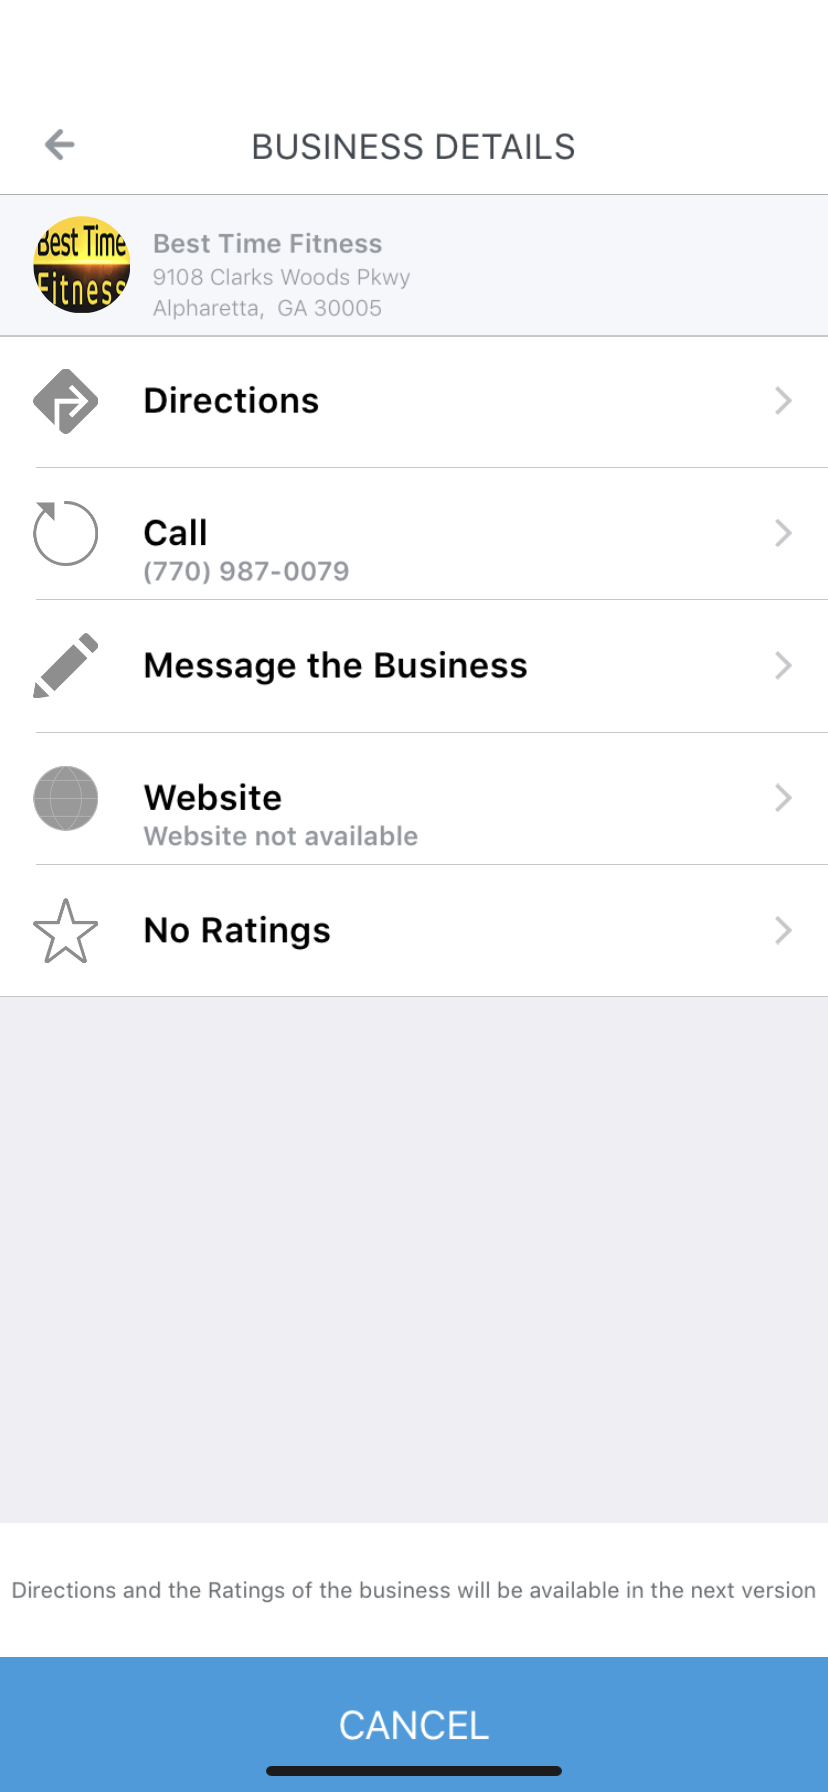 BUSINESS DETAILS
Best Time
Fitness
Best Time Fitness
9108 Clarks Woods Pkwy
Alpharetta, GA 30005
Directions
Call
(770) 987-0079
Message the Business
Website
Website not available
No Ratings
Directions and the Ratings of the business will be available in the next version
CANCEL